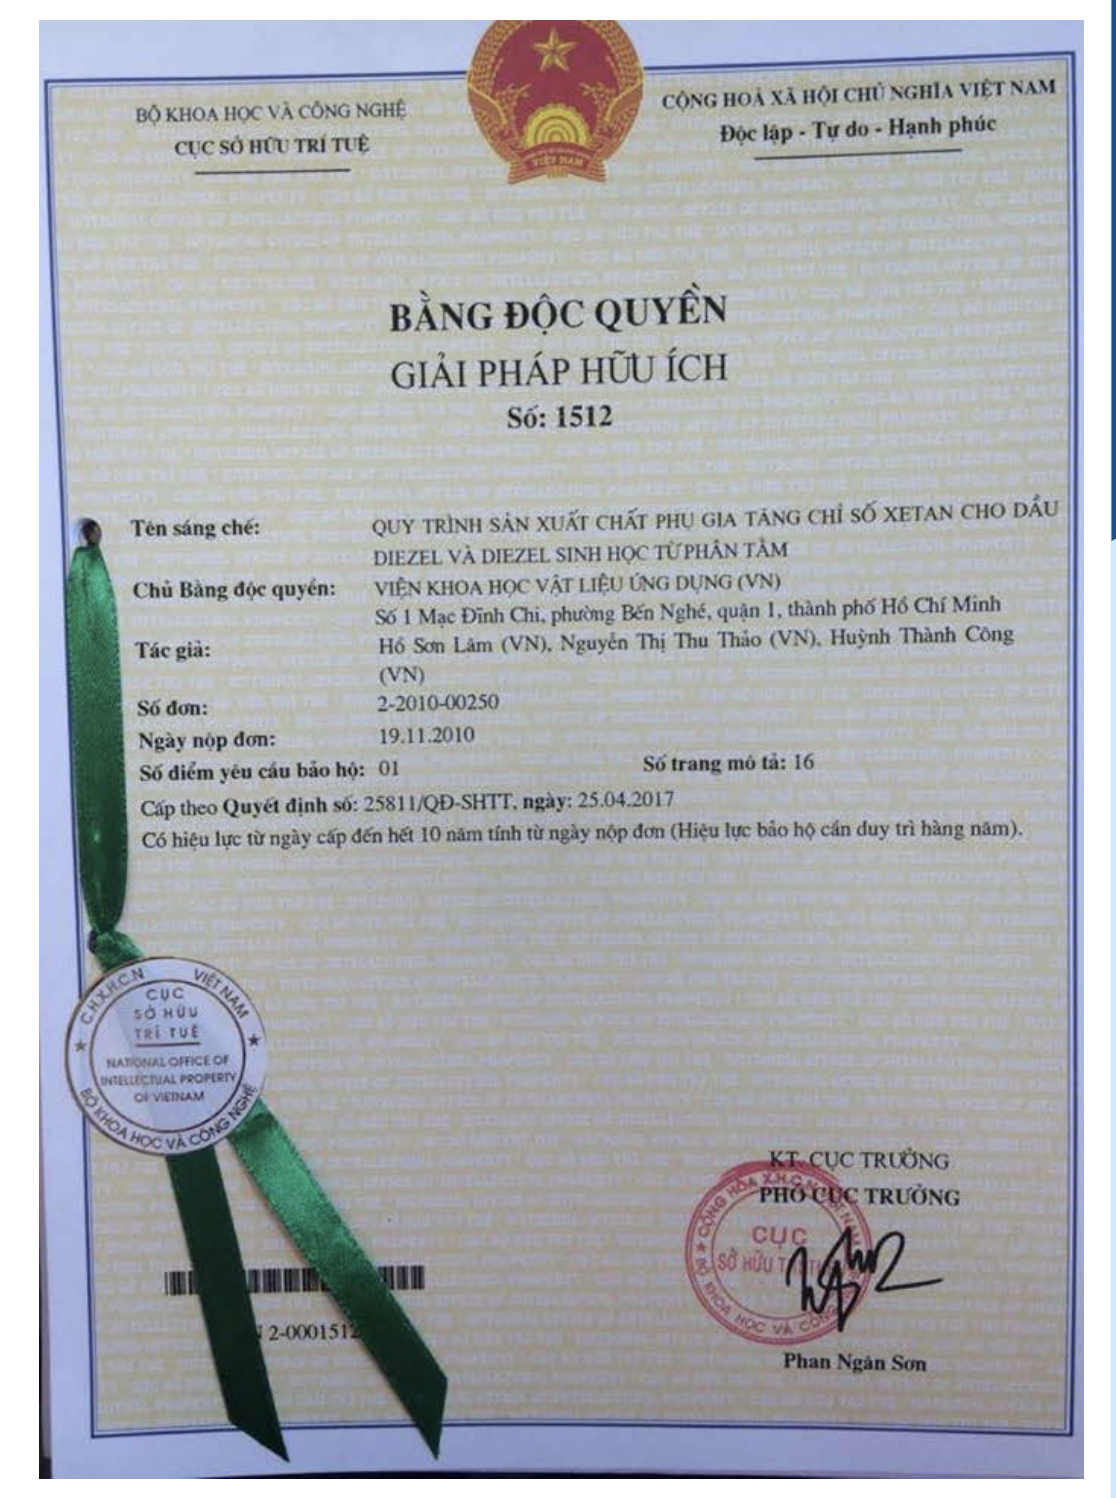 BỘ KHOA HỌC VÀ CÔNG NGHỆ
CỤC SỞ HỮU TRÍ TUỆ
CỘNG HOÀ XÃ HỘI CHỦ NGHĨA VIỆT NAM
Độc lập - Tự do - Hạnh phúc
VIỆT NAM
BẰNG ĐỘC QUYỀN
GIẢI PHÁP HỮU ÍCH
Số: 1512
Tên sáng chế: QUY TRÌNH SẢN XUẤT CHẤT PHỤ GIA TĂNG CHỈ SỐ XETAN CHO DẦU
DIEZEL VÀ DIEZEL SINH HỌC TỪ PHÂN TẰM
Chủ Bằng độc quyền: VIỆN KHOA HỌC VẬT LIỆU ỨNG DỤNG (VN)
Số 1 Mạc Đĩnh Chi, phường Bến Nghé, quận 1, thành phố Hồ Chí Minh
Tác giả: Hồ Sơn Lâm (VN), Nguyễn Thị Thu Thảo (VN), Huỳnh Thành Công
(VN)
Số đơn: 2-2010-00250
Ngày nộp đơn: 19.11.2010
Số điểm yêu cầu bảo hộ: 01 Số trang mô tả: 16
Cấp theo Quyết định số: 25811/QĐ-SHTT, ngày: 25.04.2017
Có hiệu lực từ ngày cấp đến hết 10 năm tính từ ngày nộp đơn (Hiệu lực bảo hộ cần duy trì hàng năm).
C.H.X.H.C.N VIỆT NAM
CỤC
SỞ HỮU
TRÍ TUỆ
NATIONAL OFFICE OF
INTELLECTUAL PROPERTY
OF VIETNAM
BỘ KHOA HỌC VÀ CÔNG NGHỆ
KT. CỤC TRƯỞNG
PHÓ CỤC TRƯỞNG
CỤC
SỞ HỮU
2-0001512
Phan Ngân Sơn